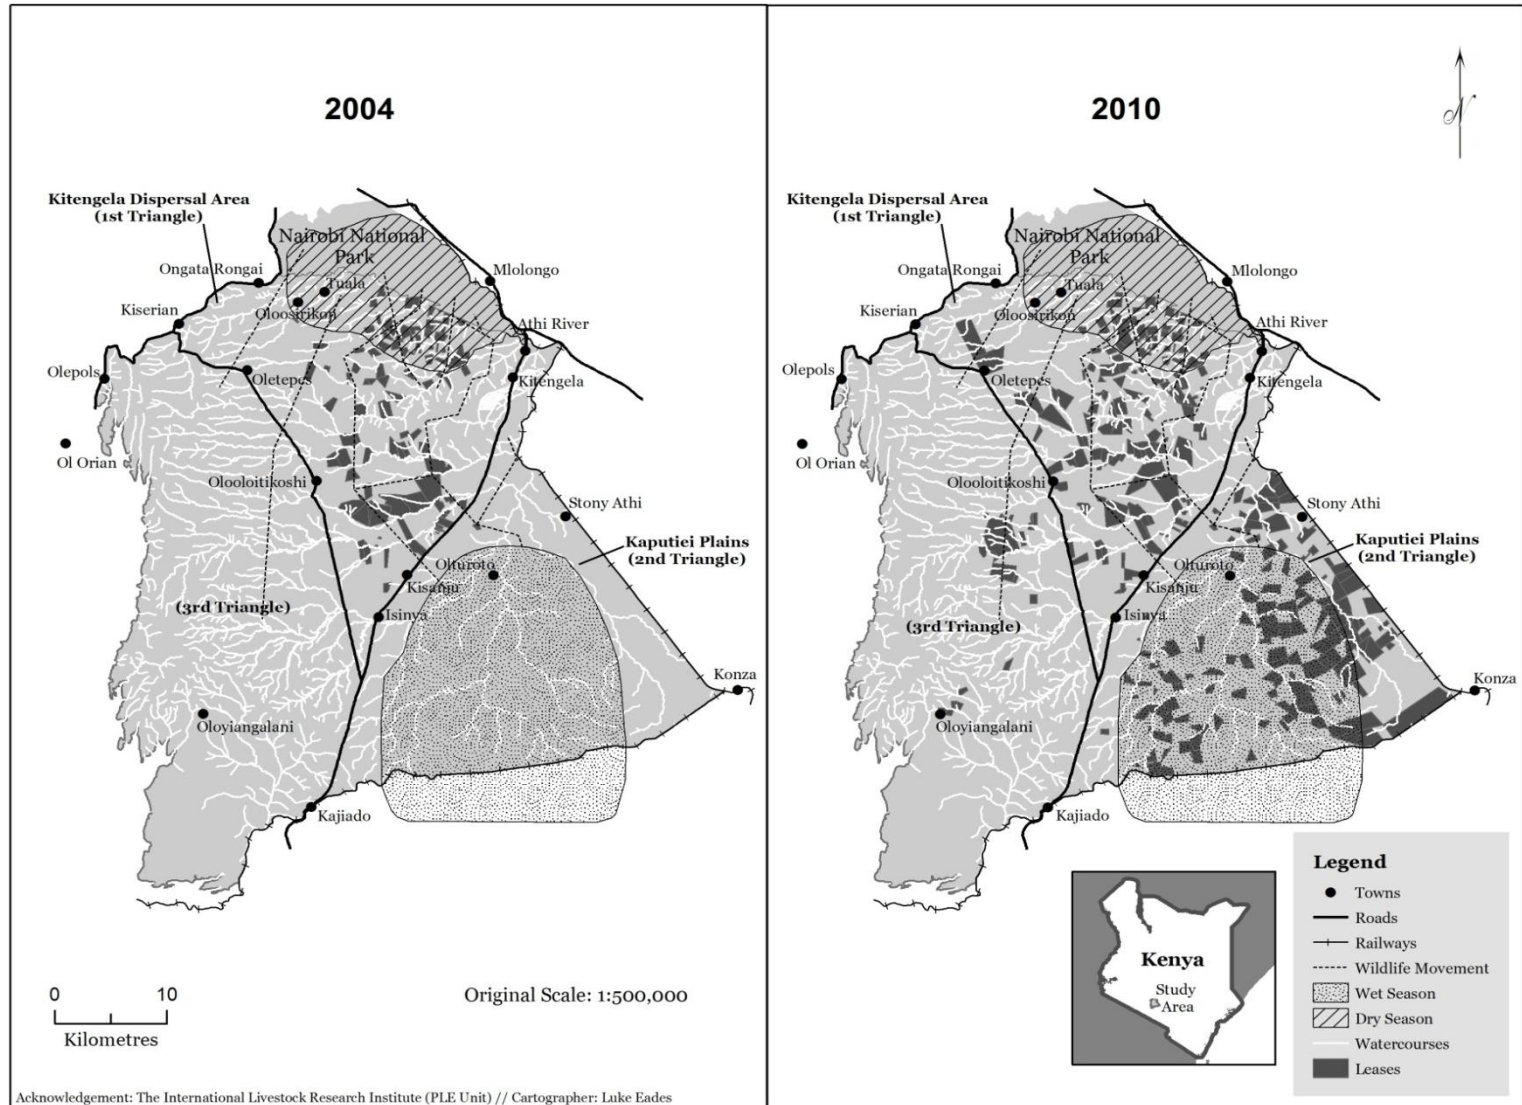 2004
Kitengela Dispersal Area
(1st Triangle)
Nairobi National
Park
Ongata Rongai
Tuala
Mlolongo
Oloosirikon
Kiserian
Athi River
Olepols
Oletepes
Kitengela
Ol Orian
Olooloitikoshi
Stony Athi
Kaputiei Plains
(2nd Triangle)
Olturoto
Kisanju
(3rd Triangle)
Isinya
Konza
Oloyiangalani
Kajiado
0 10
Kilometres
Original Scale: 1:500,000
Acknowledgement: The International Livestock Research Institute (PLE Unit) // Cartographer: Luke Eades
2010
N
Kitengela Dispersal Area
(1st Triangle)
Nairobi National
Park
Ongata Rongai
Tuala
Mlolongo
Oloosirikon
Kiserian
Athi River
Olepols
Oletepes
Kitengela
Ol Orian
Olooloitikoshi
Stony Athi
Kaputiei Plains
(2nd Triangle)
Olturoto
Kisanju
(3rd Triangle)
Isinya
Konza
Oloyiangalani
Kajiado
Kenya
Study
Area
Legend
Towns
Roads
Railways
Wildlife Movement
Wet Season
Dry Season
Watercourses
Leases